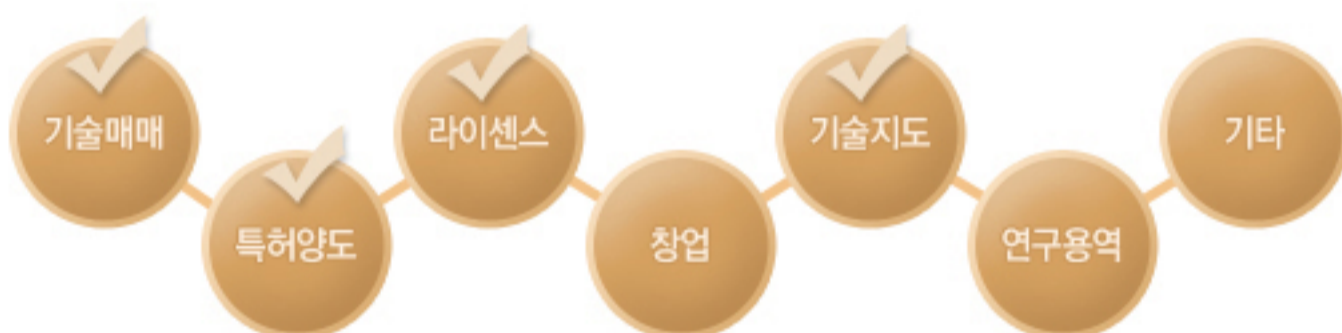 기술매매
특허양도
라이센스
창업
기술지도
연구용역
기타